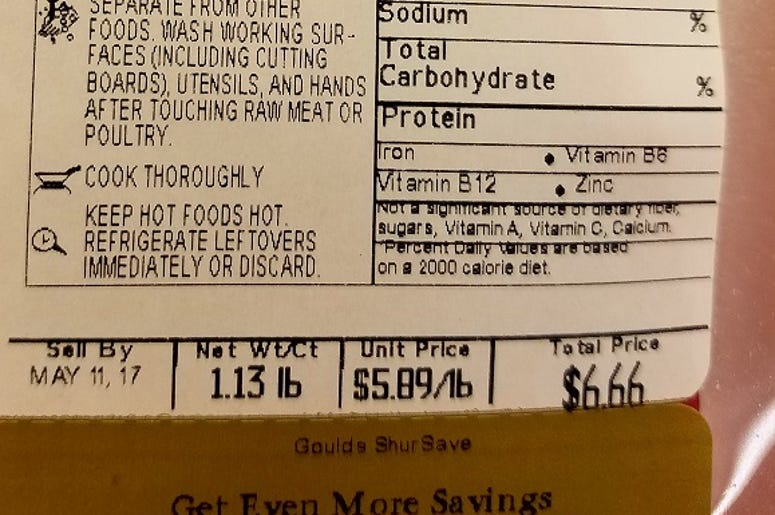 SEPARATE FROM OTHER
FOODS. WASH WORKING SUR-
FACES (INCLUDING CUTTING
BOARDS), UTENSILS, AND HANDS
AFTER TOUCHING RAW MEAT OR
POULTRY.
COOK THOROUGHLY
KEEP HOT FOODS HOT.
REFRIGERATE LEFTOVERS
IMMEDIATELY OR DISCARD.
Sodium %
Total
Carbohydrate %
Protein
Iron • Vitamin B6
Vitamin B12 • Zinc
Not a significant source of dietary fiber,
sugars, Vitamin A, Vitamin C, Calcium.
*Percent Daily Values are based
on a 2000 calorie diet.
Sell By Net Wt/Ct Unit Price Total Price
MAY 11, 17 1.13 lb $5.89/lb $6.66
Goulds ShurSave
Get Even More Savings